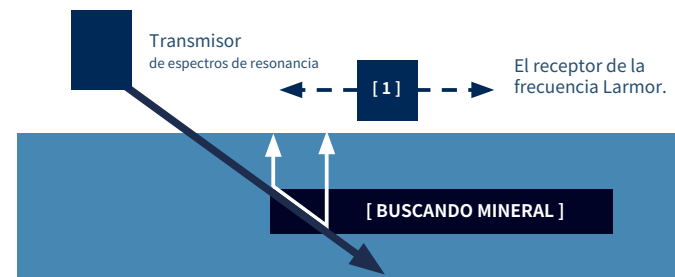 Transmisor
de espectros de resonancia
[ 1 ]
El receptor de la
frecuencia Larmor.
[ BUSCANDO MINERAL ]